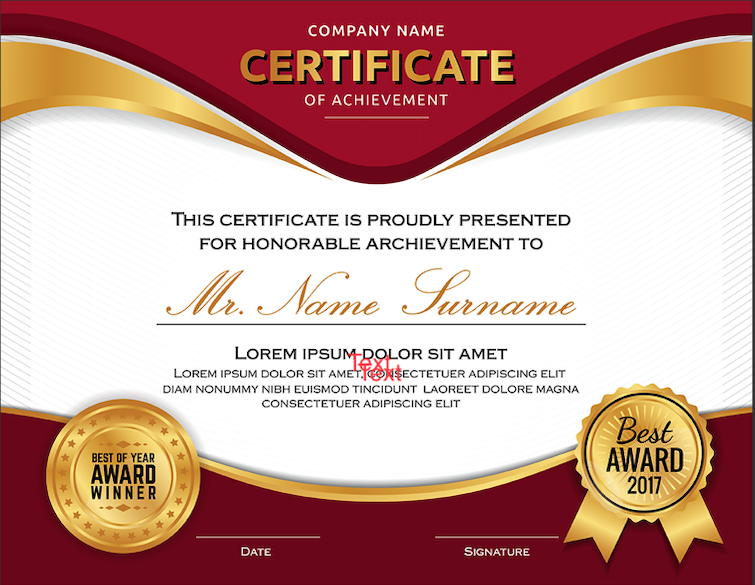 COMPANY NAME
CERTIFICATE
OF ACHIEVEMENT
THIS CERTIFICATE IS PROUDLY PRESENTED
FOR HONORABLE ARCHIEVEMENT TO
Mr. Name Surname
LOREM IPSUM DOLOR SIT AMET
Text
Text
LOREM IPSUM DOLOR SIT AMET, CONSECTETUER ADIPISCING ELIT
DIAM NONUMMY NIBH EUISMOD TINCIDUNT LAOREET DOLORE MAGNA
CONSECTETUER ADIPISCING ELIT
BEST OF YEAR
AWARD
WINNER
Best
AWARD
2017
DATE
SIGNATURE